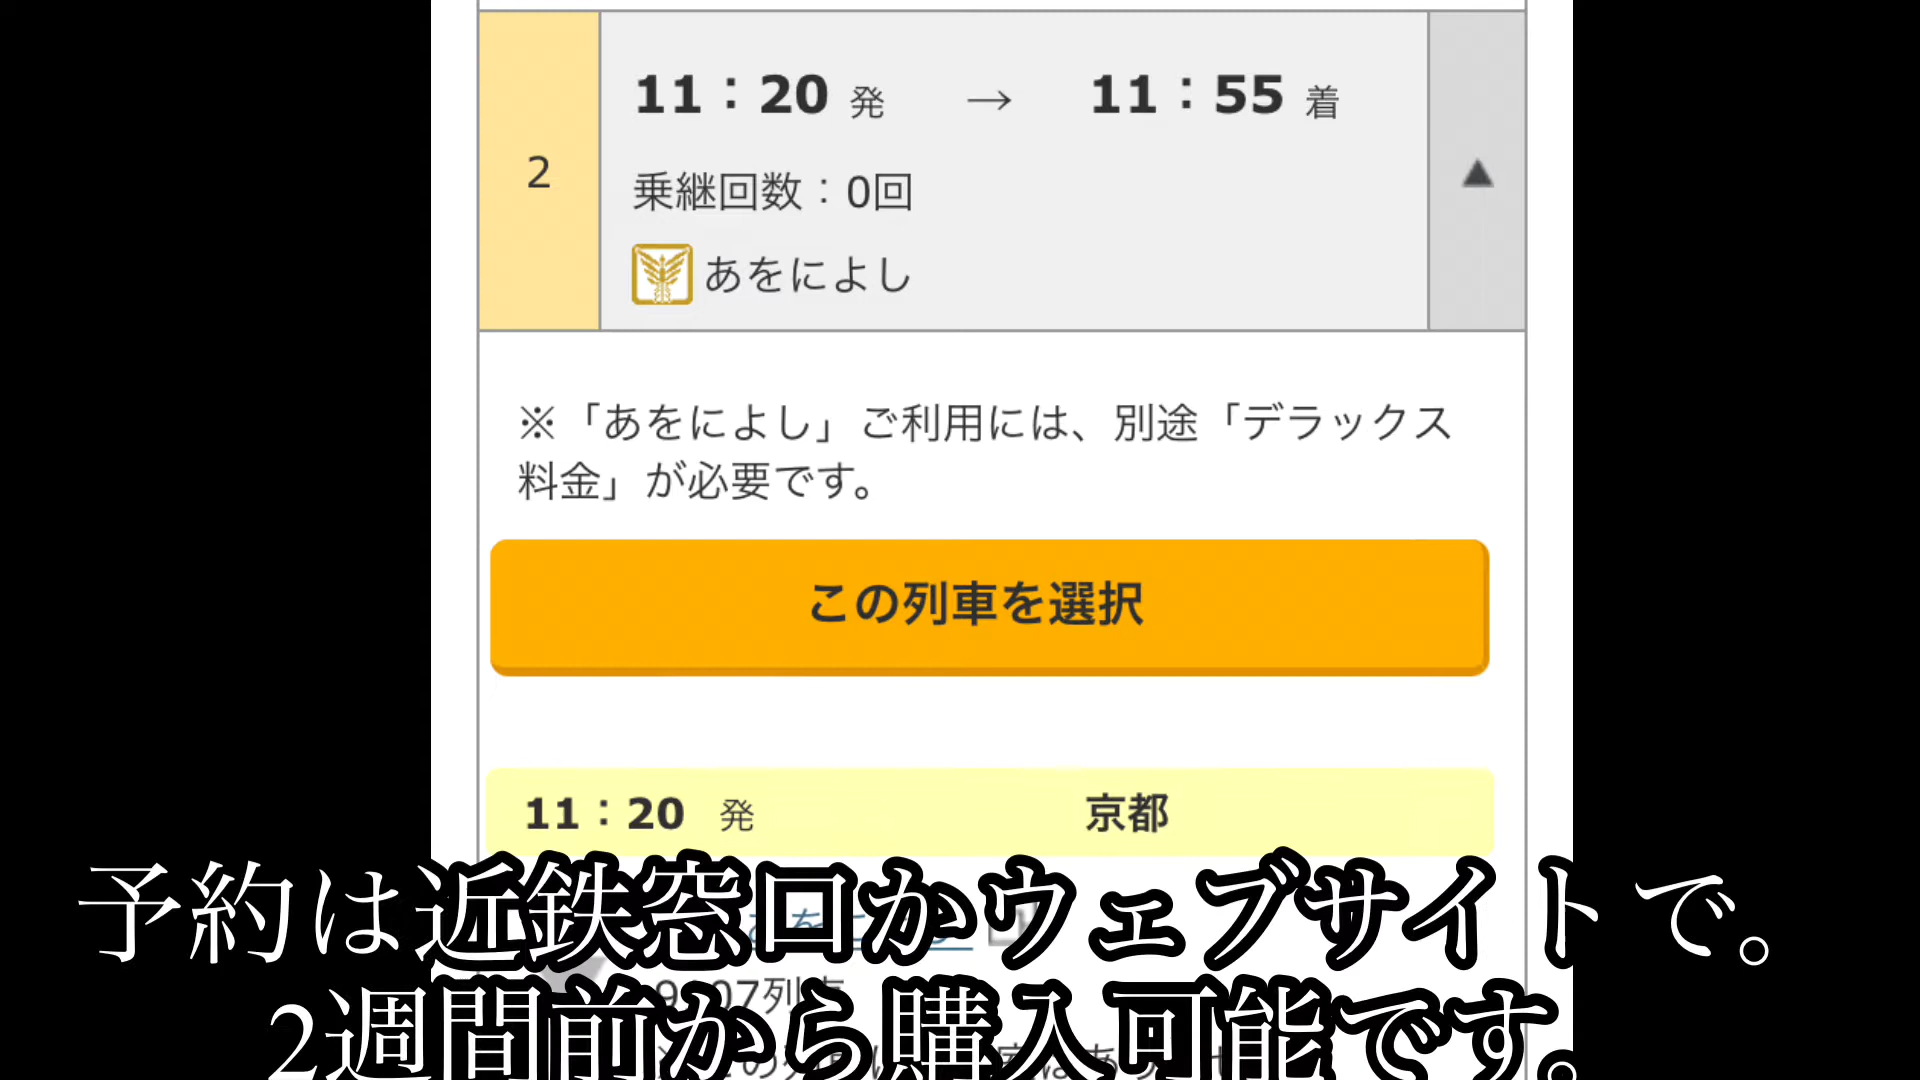 2
11：20 発 → 11：55 着
乗継回数：0回
あをによし
▲
※「あをによし」ご利用には、別途「デラックス
料金」が必要です。
この列車を選択
11：20 発 京都
予約は近鉄窓口かウェブサイトで。
2週間前から購入可能です。